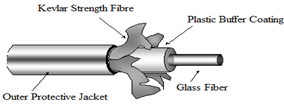 Kevlar Strength Fibre
Plastic Buffer Coating
Glass Fiber
Outer Protective Jacket